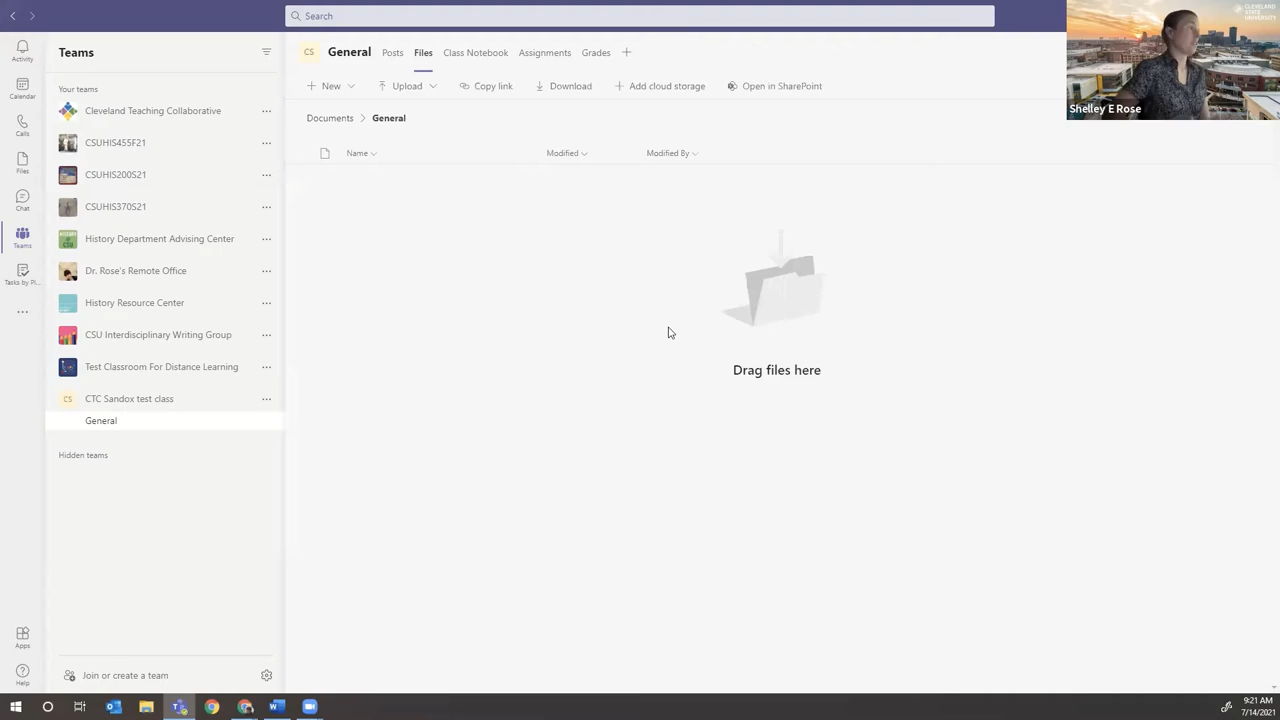 Search
CLEVELAND
STATE
UNIVERSITY
Shelley E Rose
Activity
Calendar
Calls
Files
Chat
Teams
Tasks by Pl...
Apps
Help
Teams
Your teams
Cleveland Teaching Collaborative
CSUHIS455F21
CSUHIS200S21
CSUHIS370S21
History Department Advising Center
Dr. Rose's Remote Office
History Resource Center
CSU Interdisciplinary Writing Group
Test Classroom For Distance Learning
CS CTC Sandox test class
General
Hidden teams
Join or create a team
CS General Posts Files Class Notebook Assignments Grades
New Upload Copy link Download Add cloud storage Open in SharePoint
Documents > General
Name Modified Modified By
Drag files here
9:21 AM
7/14/2021